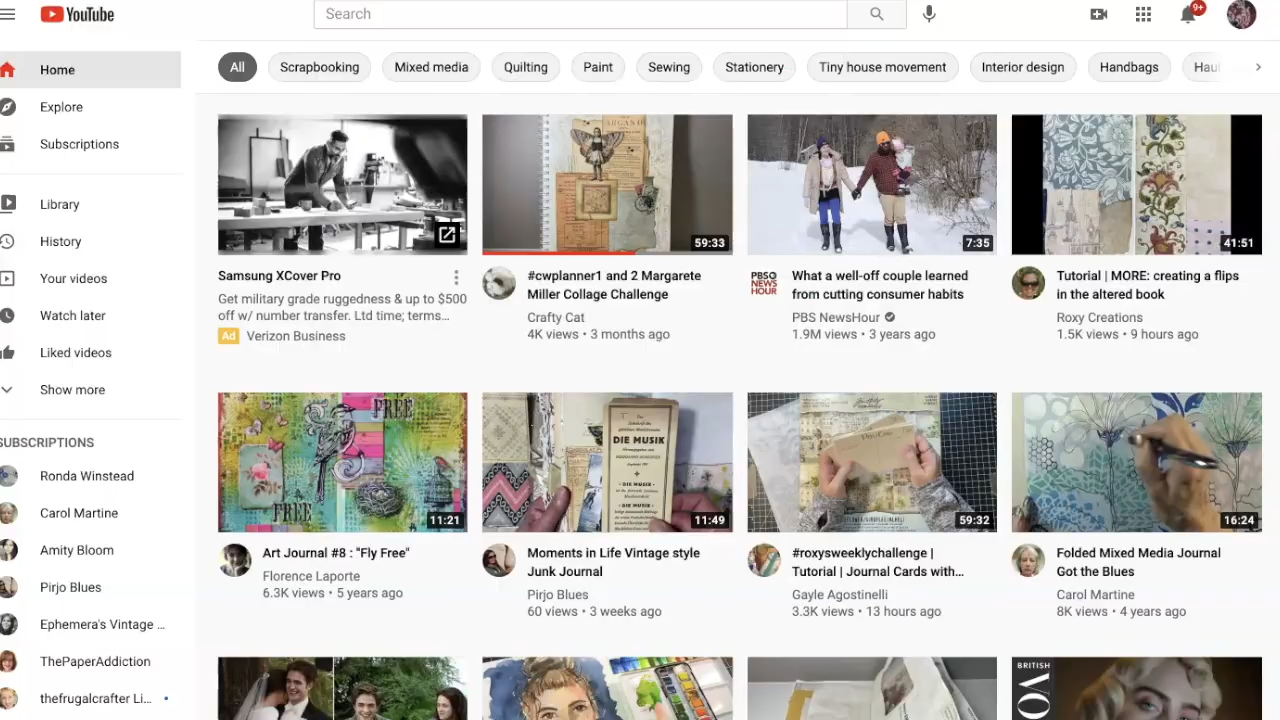 YouTube
Search
9+
Home
Explore
Subscriptions
Library
History
Your videos
Watch later
Liked videos
Show more
SUBSCRIPTIONS
Ronda Winstead
Carol Martine
Amity Bloom
Pirjo Blues
Ephemera's Vintage ...
ThePaperAddiction
thefrugalcrafter Li...
All
Scrapbooking
Mixed media
Quilting
Paint
Sewing
Stationery
Tiny house movement
Interior design
Handbags
Haul
59:33
7:35
41:51
Samsung XCover Pro
Get military grade ruggedness & up to $500
off w/ number transfer. Ltd time; terms...
Ad Verizon Business
#cwplanner1 and 2 Margarete
Miller Collage Challenge
Crafty Cat
4K views • 3 months ago
PBS
NEWS
HOUR
What a well-off couple learned
from cutting consumer habits
PBS NewsHour
1.9M views • 3 years ago
Tutorial | MORE: creating a flips
in the altered book
Roxy Creations
1.5K views • 9 hours ago
FREE
FREE
11:21
DIE MUSIK
DIE MUSIK
DIE MUSIK
11:49
59:32
16:24
Art Journal #8 : "Fly Free"
Florence Laporte
6.3K views • 5 years ago
Moments in Life Vintage style
Junk Journal
Pirjo Blues
60 views • 3 weeks ago
#roxysweeklychallenge |
Tutorial | Journal Cards with...
Gayle Agostinelli
3.3K views • 13 hours ago
Folded Mixed Media Journal
Got the Blues
Carol Martine
8K views • 4 years ago
BRITISH
VO